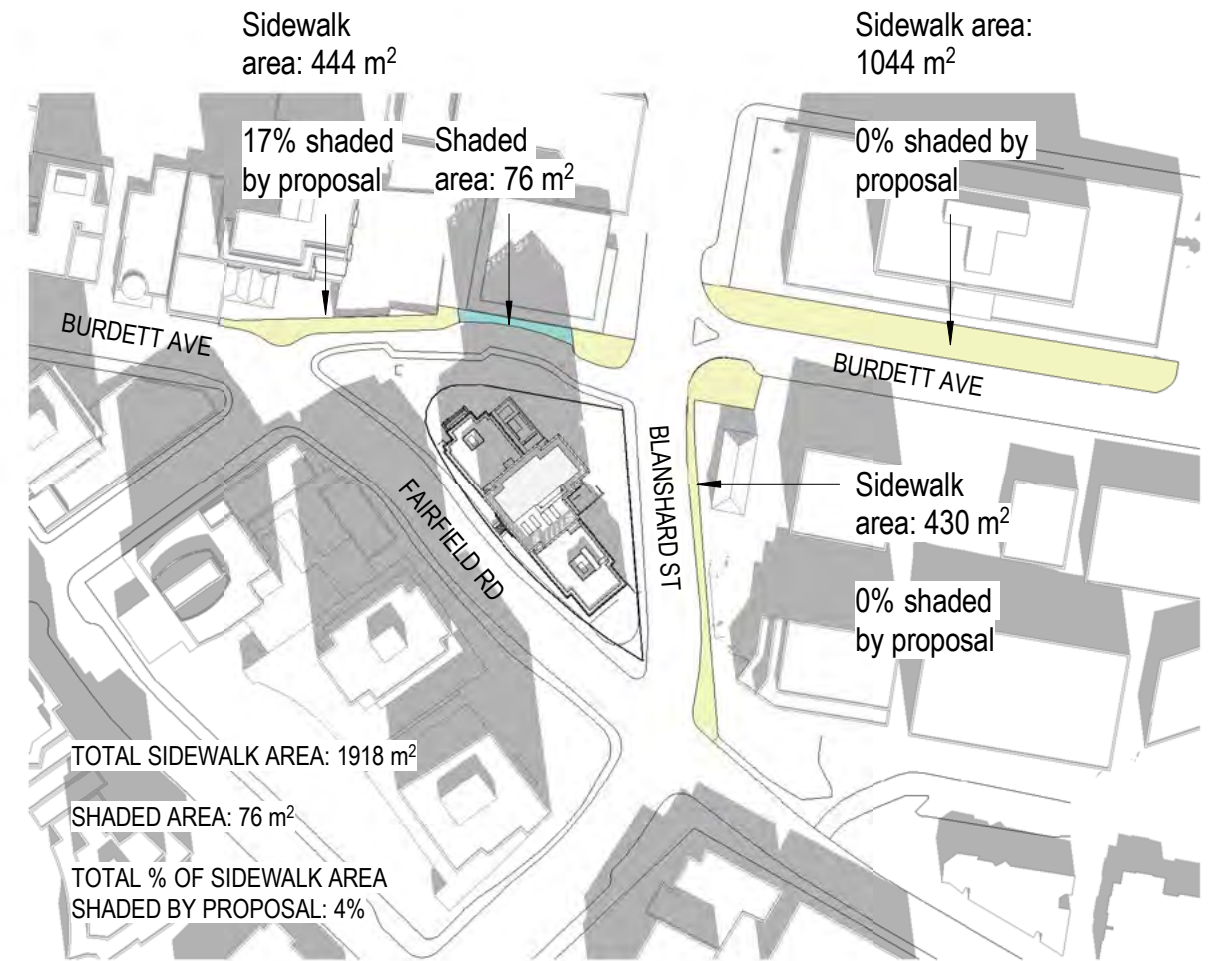 Sidewalk
area: 444 m²
Sidewalk area:
1044 m²
17% shaded
by proposal
Shaded
area: 76 m²
0% shaded by
proposal
BURDETT AVE
BURDETT AVE
BLANSHARD ST
FAIRFIELD RD
Sidewalk
area: 430 m²
0% shaded
by proposal
TOTAL SIDEWALK AREA: 1918 m²
SHADED AREA: 76 m²
TOTAL % OF SIDEWALK AREA
SHADED BY PROPOSAL: 4%